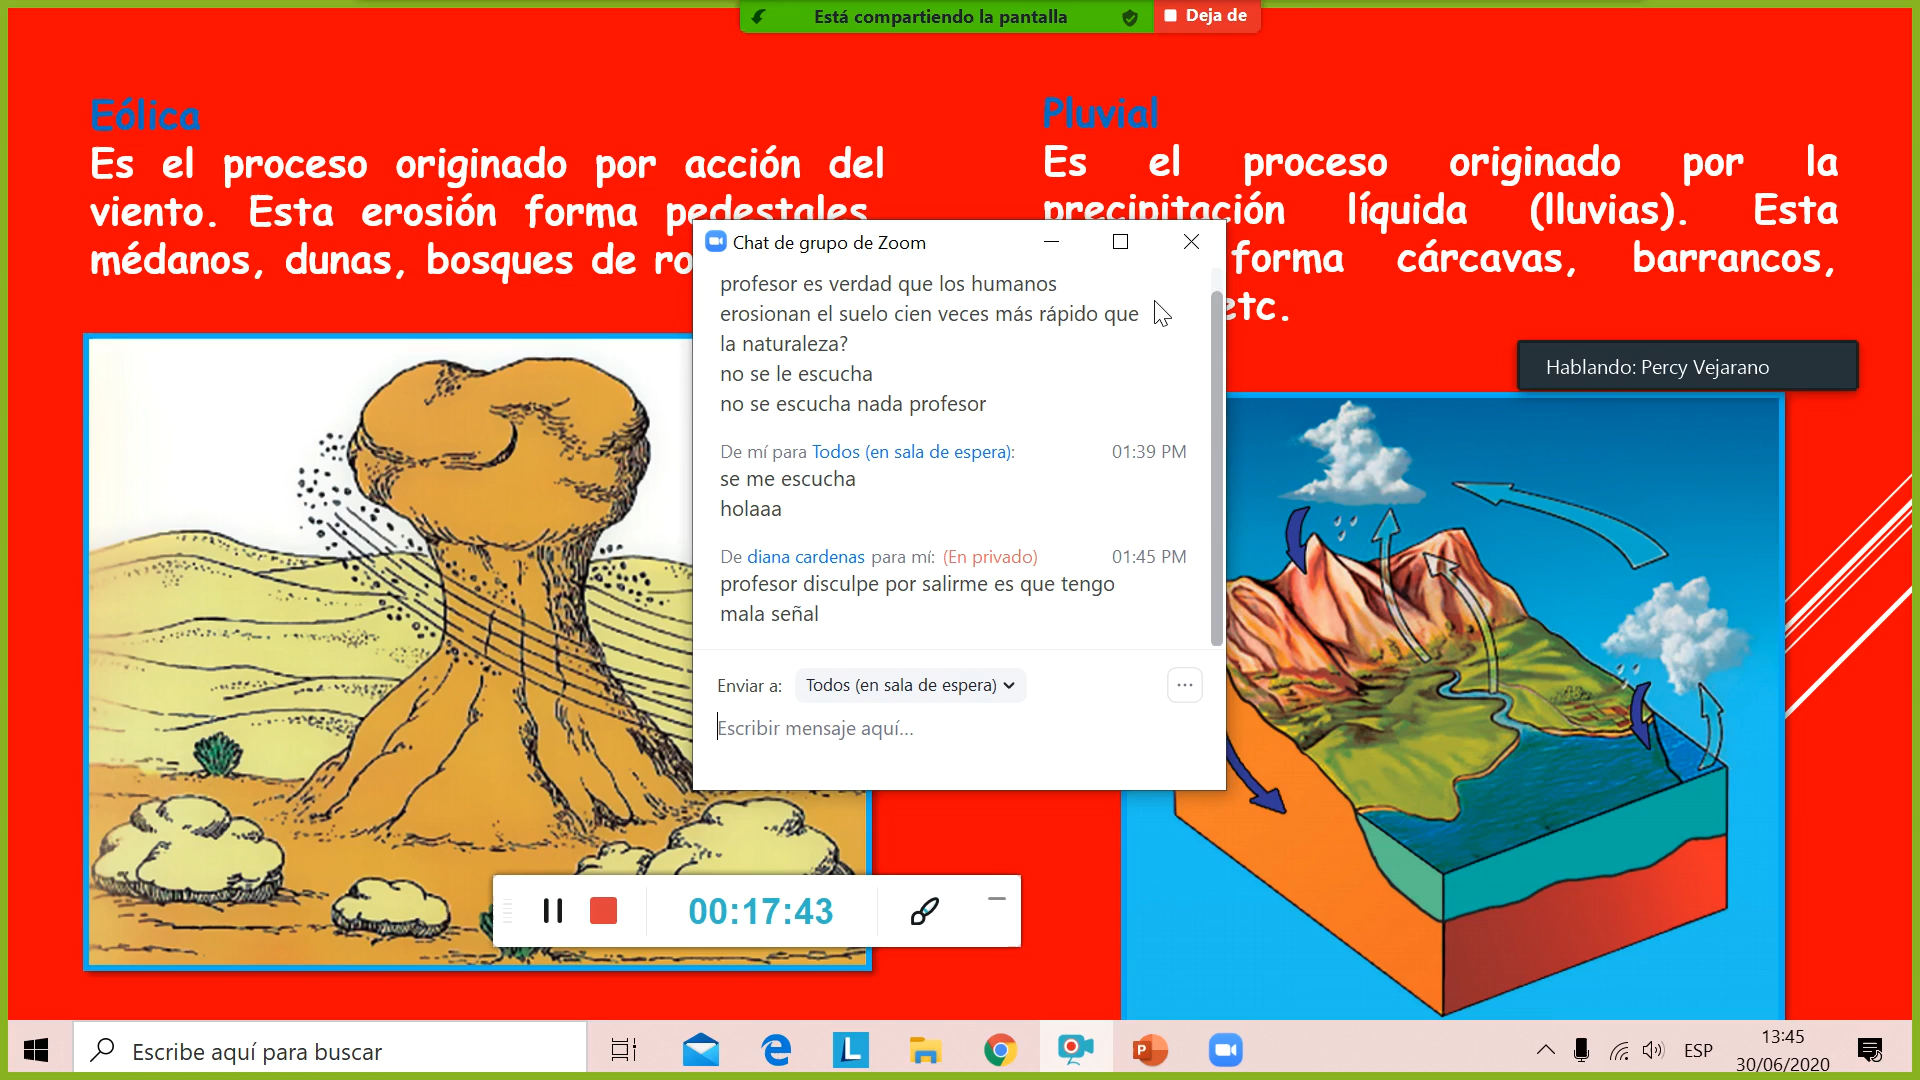 Está compartiendo la pantalla
Deja de
Eólica
Es el proceso originado por acción del
viento. Esta erosión forma pedestales,
médanos, dunas, bosques de
Pluvial
Es el proceso originado por la
precipitación líquida (lluvias). Esta
forma cárcavas, barrancos,
etc.
Chat de grupo de Zoom
profesor es verdad que los humanos
erosionan el suelo cien veces más rápido que
la naturaleza?
no se le escucha
no se escucha nada profesor
De mí para Todos (en sala de espera): 01:39 PM
se me escucha
holaaa
De diana cardenas para mí: (En privado) 01:45 PM
profesor disculpe por salirme es que tengo
mala señal
Enviar a: Todos (en sala de espera)
Escribir mensaje aquí...
Hablando: Percy Vejarano
00:17:43
Escribe aquí para buscar
ESP
13:45
30/06/2020